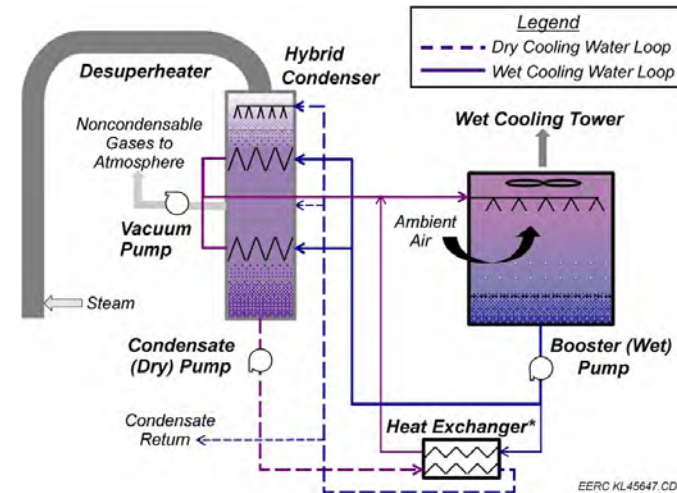 Legend
Dry Cooling Water Loop
Wet Cooling Water Loop
Hybrid
Condenser
Desuperheater
Wet Cooling Tower
Noncondensable
Gases to
Atmosphere
Ambient
Air
Vacuum
Pump
Steam
Condensate
(Dry) Pump
Booster (Wet)
Pump
Condensate
Return
Heat Exchanger*
EERC KL45647.CD